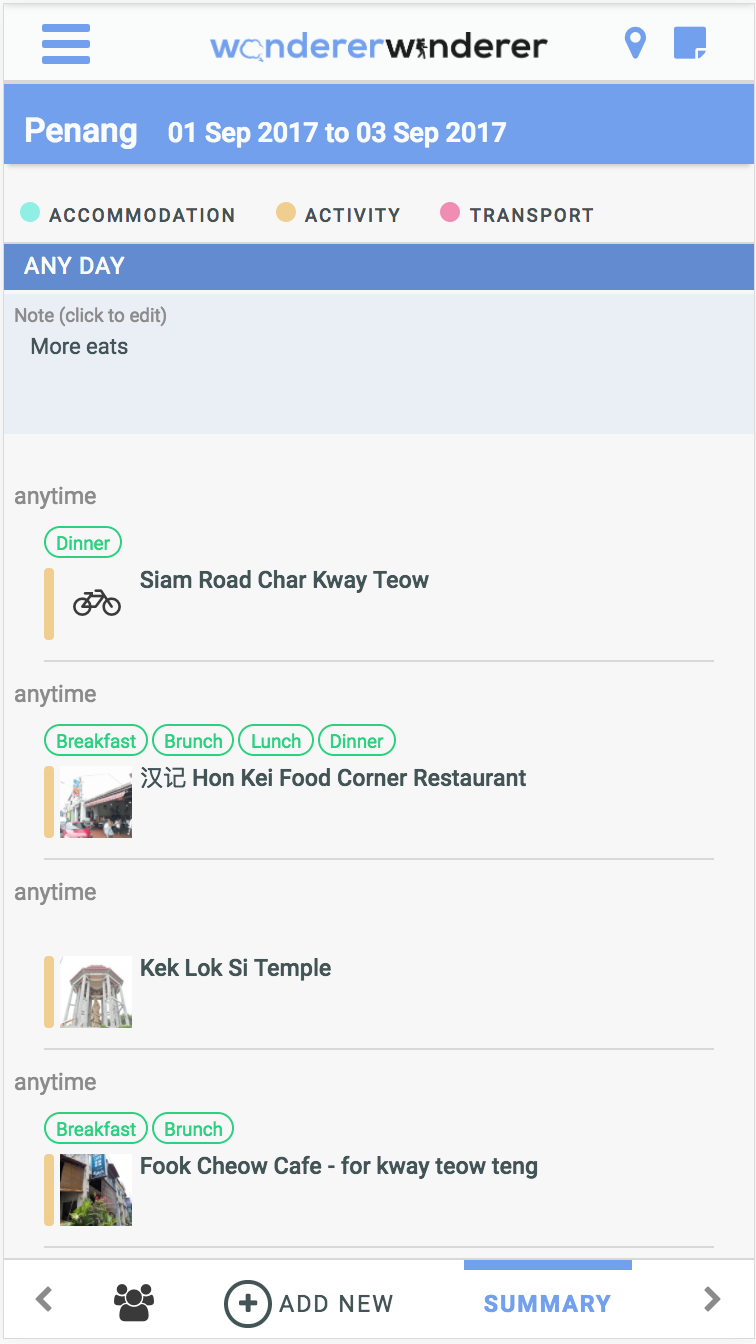 wandererwanderer
Penang 01 Sep 2017 to 03 Sep 2017
ACCOMMODATION ACTIVITY TRANSPORT
ANY DAY
Note (click to edit)
More eats
anytime
Dinner
Siam Road Char Kway Teow
anytime
Breakfast Brunch Lunch Dinner
汉记 Hon Kei Food Corner Restaurant
anytime
Kek Lok Si Temple
anytime
Breakfast Brunch
Fook Cheow Cafe - for kway teow teng
ADD NEW SUMMARY